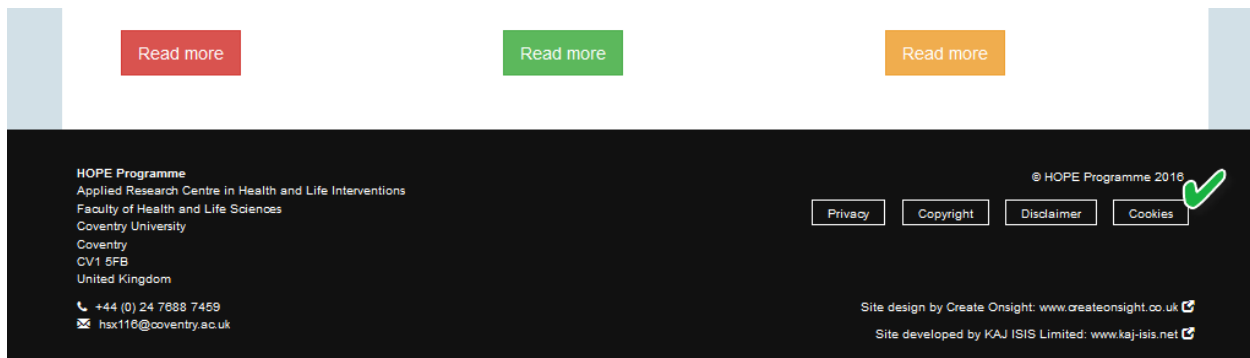 Read more
Read more
Read more
HOPE Programme
Applied Research Centre in Health and Life Interventions
Faculty of Health and Life Sciences
Coventry University
Coventry
CV1 5FB
United Kingdom
+44 (0) 24 7688 7459
hsx116@coventry.ac.uk
© HOPE Programme 2016
Privacy
Copyright
Disclaimer
Cookies
Site design by Create Onsight: www.createonsight.co.uk
Site developed by KAJ ISIS Limited: www.kaj-isis.net